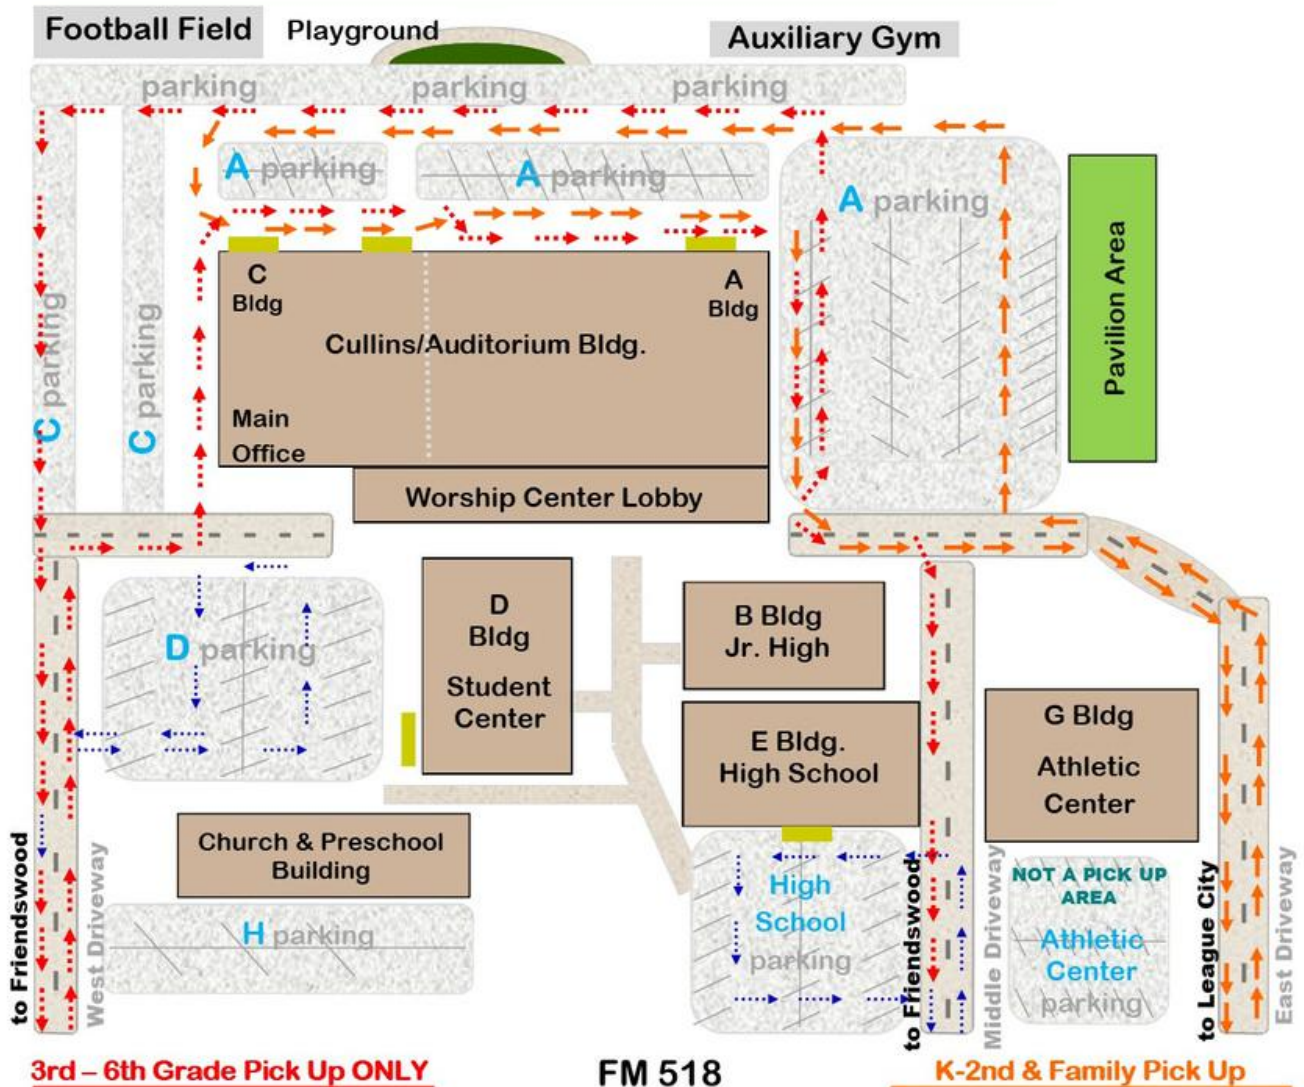 Football Field
Playground
Auxiliary Gym
parking
parking
parking
A parking
A parking
A parking
C parking
C parking
C
Bldg
A
Bldg
Cullins/Auditorium Bldg.
Main
Office
Worship Center Lobby
Pavilion Area
D
Bldg
Student
Center
B Bldg
Jr. High
D parking
E Bldg.
High School
G Bldg
Athletic
Center
Church & Preschool
Building
H parking
High
School
parking
NOT A PICK UP
AREA
Athletic
Center
parking
to Friendswood
West Driveway
to Friendswood
Middle Driveway
to League City
East Driveway
3rd – 6th Grade Pick Up ONLY
FM 518
K-2nd & Family Pick Up